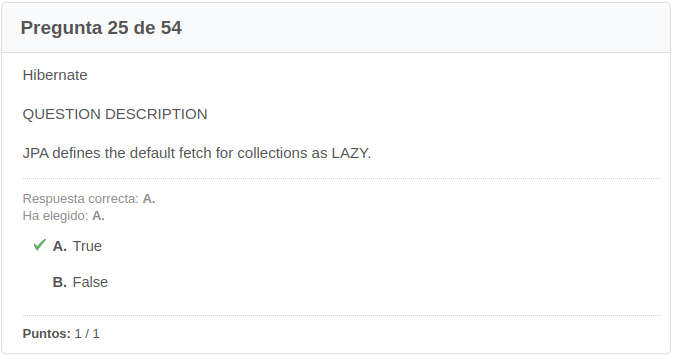 Pregunta 25 de 54
Hibernate
QUESTION DESCRIPTION
JPA defines the default fetch for collections as LAZY.
Respuesta correcta: A.
Ha elegido: A.
A. True
B. False
Puntos: 1 / 1